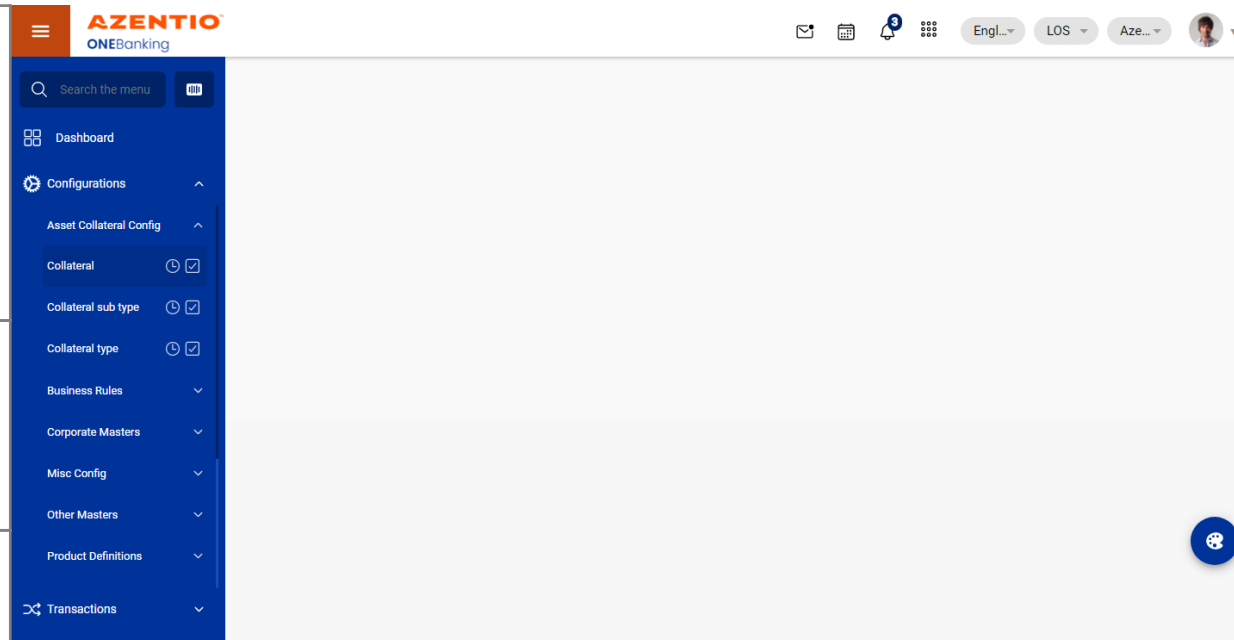 AZENTIO
ONEBanking
3
Engl...
LOS
Aze...
Search the menu
Dashboard
Configurations
Asset Collateral Config
Collateral
Collateral sub type
Collateral type
Business Rules
Corporate Masters
Misc Config
Other Masters
Product Definitions
Transactions